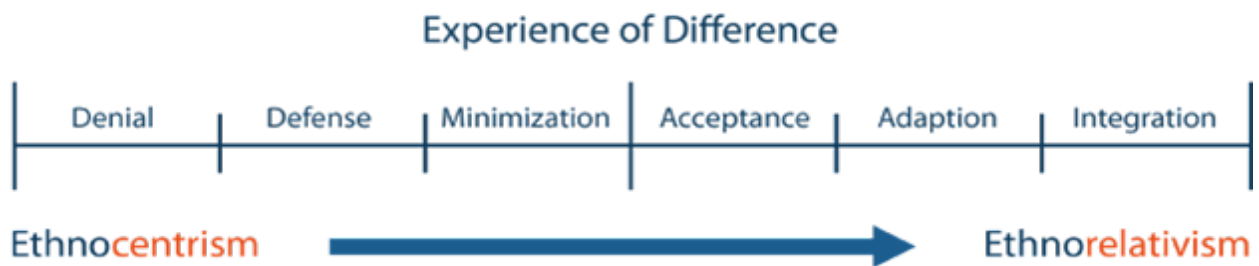 Experience of Difference
Denial Defense Minimization Acceptance Adaption Integration
Ethnocentrism Ethnorelativism